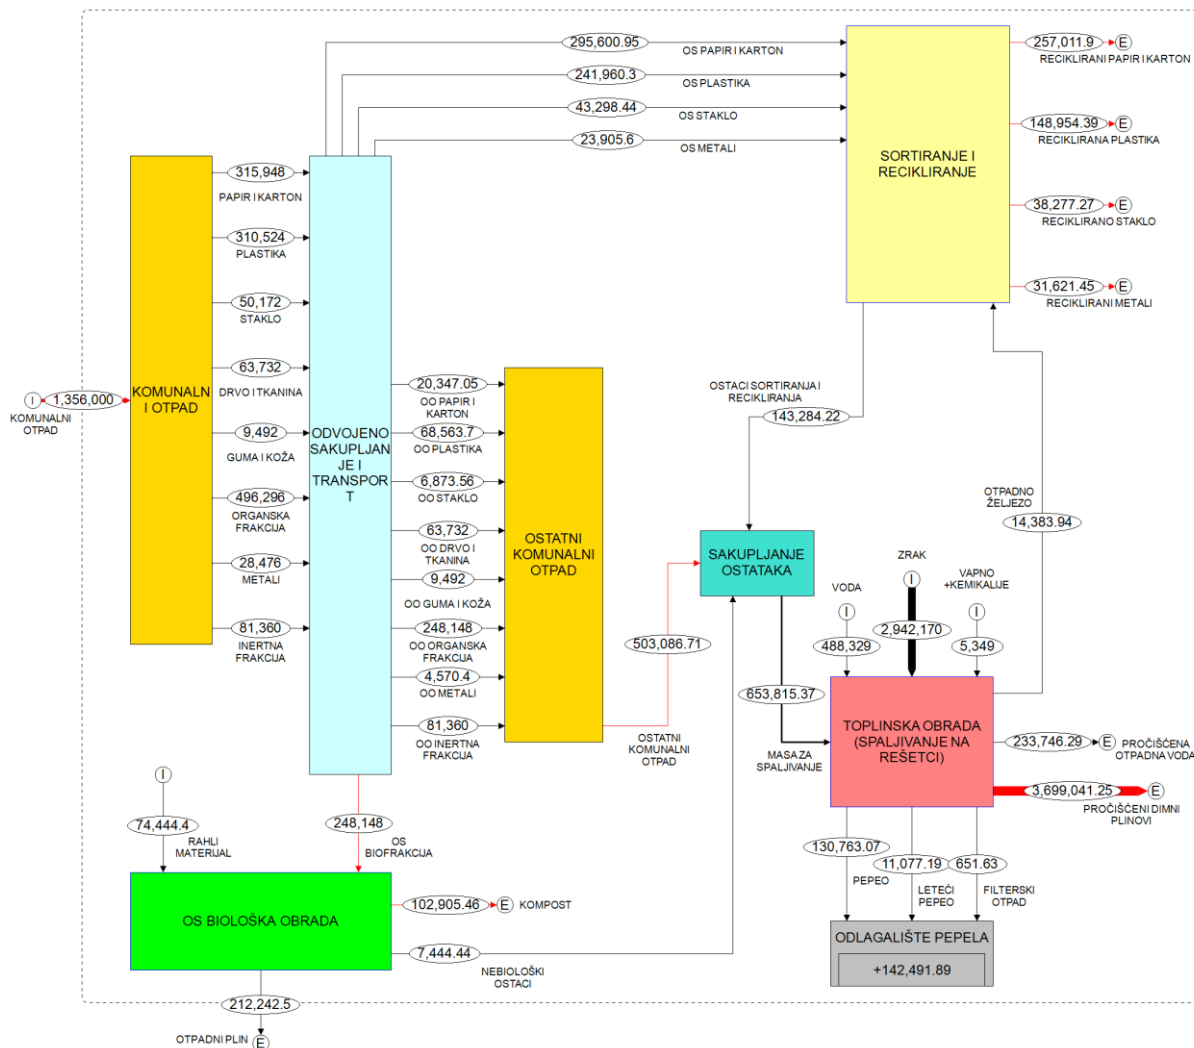 295,600.95
OS PAPIR I KARTON
241,960.3
OS PLASTIKA
43,298.44
OS STAKLO
23,905.6
OS METALI
SORTIRANJE I
RECIKLIRANJE
257,011.9
E
RECIKLIRANI PAPIR I KARTON
148,954.39
E
RECIKLIRANA PLASTIKA
38,277.27
E
RECIKLIRANO STAKLO
31,621.45
E
RECIKLIRANI METALI
I
1,356,000
KOMUNALNI
OTPAD
KOMUNALN
I OTPAD
315,948
PAPIR I KARTON
310,524
PLASTIKA
50,172
STAKLO
63,732
DRVO I TKANINA
9,492
GUMA I KOŽA
496,296
ORGANSKA
FRAKCIJA
28,476
METALI
81,360
INERTNA
FRAKCIJA
ODVOJENO
SAKUPLJAN
JE I
TRANSPOR
T
20,347.05
OO PAPIR I
KARTON
68,563.7
OO PLASTIKA
6,873.56
OO STAKLO
63,732
OO DRVO I
TKANINA
9,492
OO GUMA I KOŽA
248,148
OO ORGANSKA
FRAKCIJA
4,570.4
OO METALI
81,360
OO INERTNA
FRAKCIJA
OSTATNI
KOMUNALNI
OTPAD
503,086.71
OSTATNI
KOMUNALNI
OTPAD
OSTACI SORTIRANJA I
RECIKLIRANJA
143,284.22
SAKUPLJANJE
OSTATAKA
653,815.37
MASA ZA
SPALJIVANJE
OTPADNO
ŽELJEZO
14,383.94
VODA
I
488,329
ZRAK
I
2,942,170
VAPNO
+KEMIKALIJE
I
5,349
TOPLINSKA OBRADA
(SPALJIVANJE NA
REŠETCI)
233,746.29
E
PROČIŠĆENA
OTPADNA VODA
3,699,041.25
E
PROČIŠĆENI DIMNI
PLINOVI
130,763.07
PEPEO
11,077.19
LETEĆI
PEPEO
651.63
FILTERSKI
OTPAD
ODLAGALIŠTE PEPELA
+142,491.89
I
74,444.4
RAHLI
MATERIJAL
248,148
OS
BIOFRAKCIJA
OS BIOLOŠKA OBRADA
102,905.46
E
KOMPOST
7,444.44
NEBIOLOŠKI
OSTACI
212,242.5
OTPADNI PLIN
E